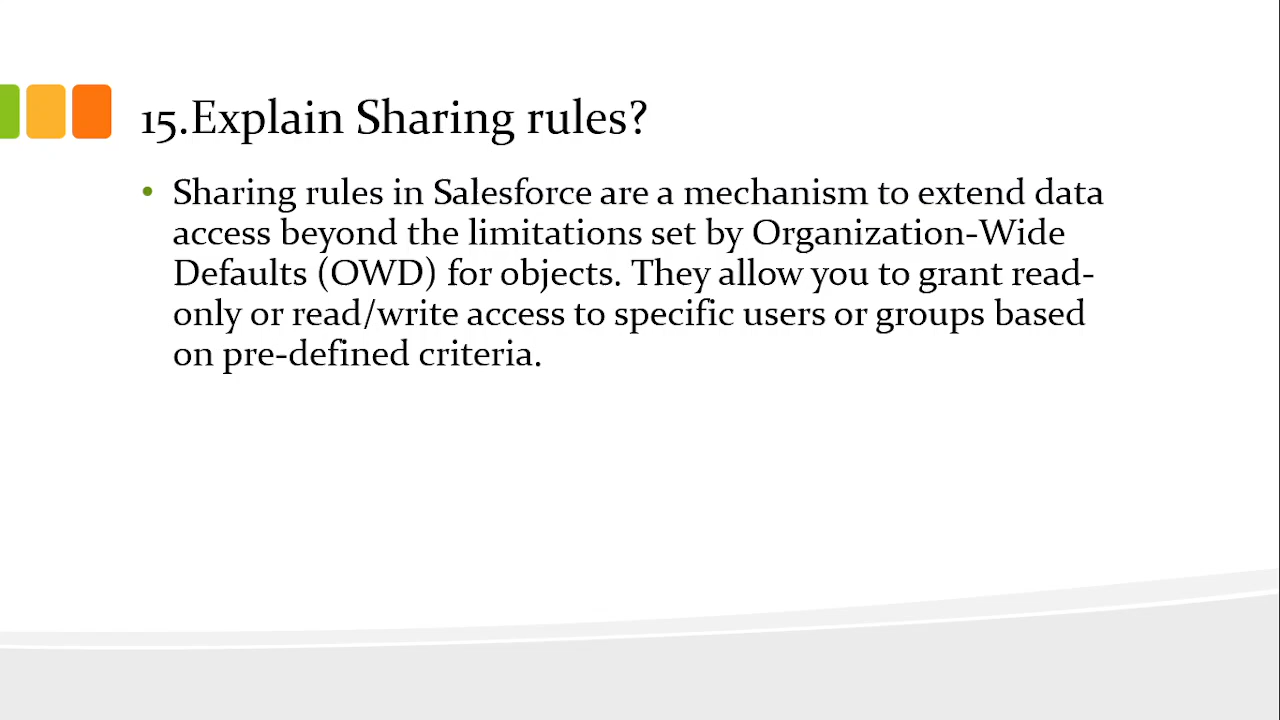 15.Explain Sharing rules?
• Sharing rules in Salesforce are a mechanism to extend data
access beyond the limitations set by Organization-Wide
Defaults (OWD) for objects. They allow you to grant read-
only or read/write access to specific users or groups based
on pre-defined criteria.